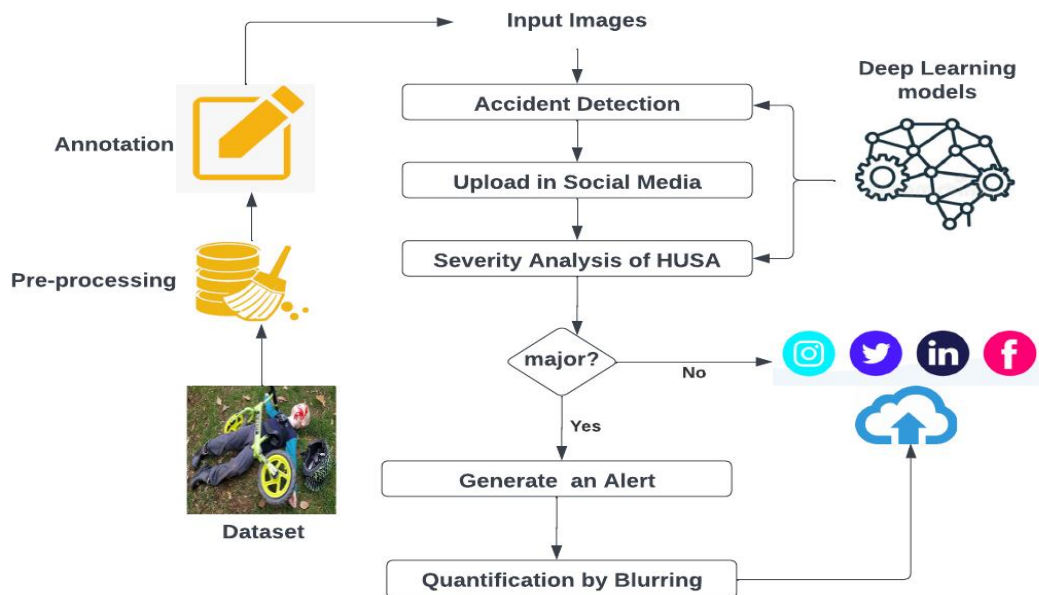 Input Images
Deep Learning
models
Accident Detection
Annotation
Upload in Social Media
Severity Analysis of HUSA
Pre-processing
major?
No
in
f
Yes
Generate an Alert
Dataset
Quantification by Blurring